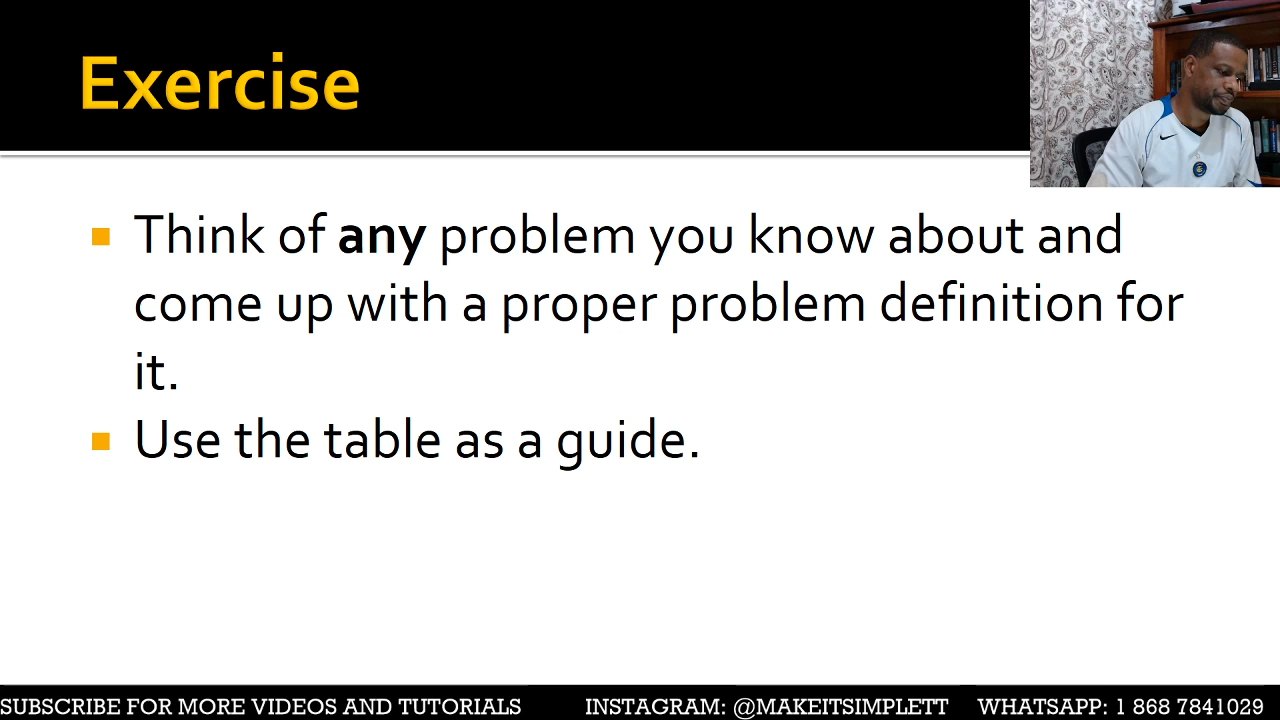 Exercise
Think of any problem you know about and
come up with a proper problem definition for
it.
Use the table as a guide.
SUBSCRIBE FOR MORE VIDEOS AND TUTORIALS INSTAGRAM: @MAKEITSIMPLETT WHATSAPP: 1 868 7841029